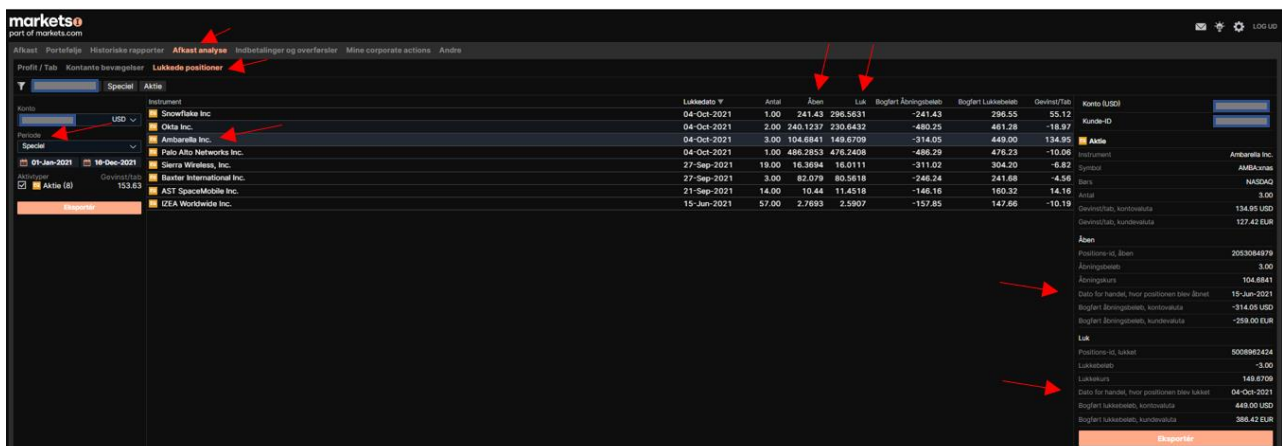 markets
part of markets.com
LOG UD
Afkast Portefølje Historiske rapporter Afkast analyse Indbetalinger og overførsler Mine corporate actions Andre
Profit / Tab Kontante bevægelser Lukkede positioner
Speciel Aktie
Konto
USD
Periode
Speciel
01-Jan-2021 16-Dec-2021
Aktivtyper Gevinst/tab
Aktie (8) 153.63
Eksportér
Instrument Lukkedato Antal Åben Luk Bogført Åbningsbeløb Bogført Lukkebeløb Gevinst/Tab
Snowflake Inc 04-Oct-2021 1.00 241.43 296.5631 -241.43 296.55 55.12
Okta Inc. 04-Oct-2021 2.00 240.1237 230.6432 -480.25 461.28 -18.97
Ambarella Inc. 04-Oct-2021 3.00 104.6841 149.6709 -314.05 449.00 134.95
Palo Alto Networks Inc. 04-Oct-2021 1.00 486.2853 476.2408 -486.29 476.23 -10.06
Sierra Wireless, Inc. 27-Sep-2021 19.00 16.3694 16.0111 -311.02 304.20 -6.82
Baxter International Inc. 27-Sep-2021 3.00 82.079 80.5618 -246.24 241.68 -4.56
AST SpaceMobile Inc. 21-Sep-2021 14.00 10.44 11.4518 -146.16 160.32 14.16
IZEA Worldwide Inc. 15-Jun-2021 57.00 2.7693 2.5907 -157.85 147.66 -10.19
Konto (USD)
Kunde-ID
Aktie
Instrument Ambarella Inc.
Symbol AMBA:xnas
Børs NASDAQ
Antal 3.00
Gevinst/tab, kontovaluta 134.95 USD
Gevinst/tab, kundevaluta 127.42 EUR
Åben
Positions-id, åben 2053084979
Åbningsbeløb 3.00
Åbningskurs 104.6841
Dato for handel, hvor positionen blev åbnet 15-Jun-2021
Bogført åbningsbeløb, kontovaluta -314.05 USD
Bogført åbningsbeløb, kundevaluta -259.00 EUR
Luk
Positions-id, lukket 5008962424
Lukkebeløb -3.00
Lukkekurs 149.6709
Dato for handel, hvor positionen blev lukket 04-Oct-2021
Bogført lukkebeløb, kontovaluta 449.00 USD
Bogført lukkebeløb, kundevaluta 386.42 EUR
Eksportér